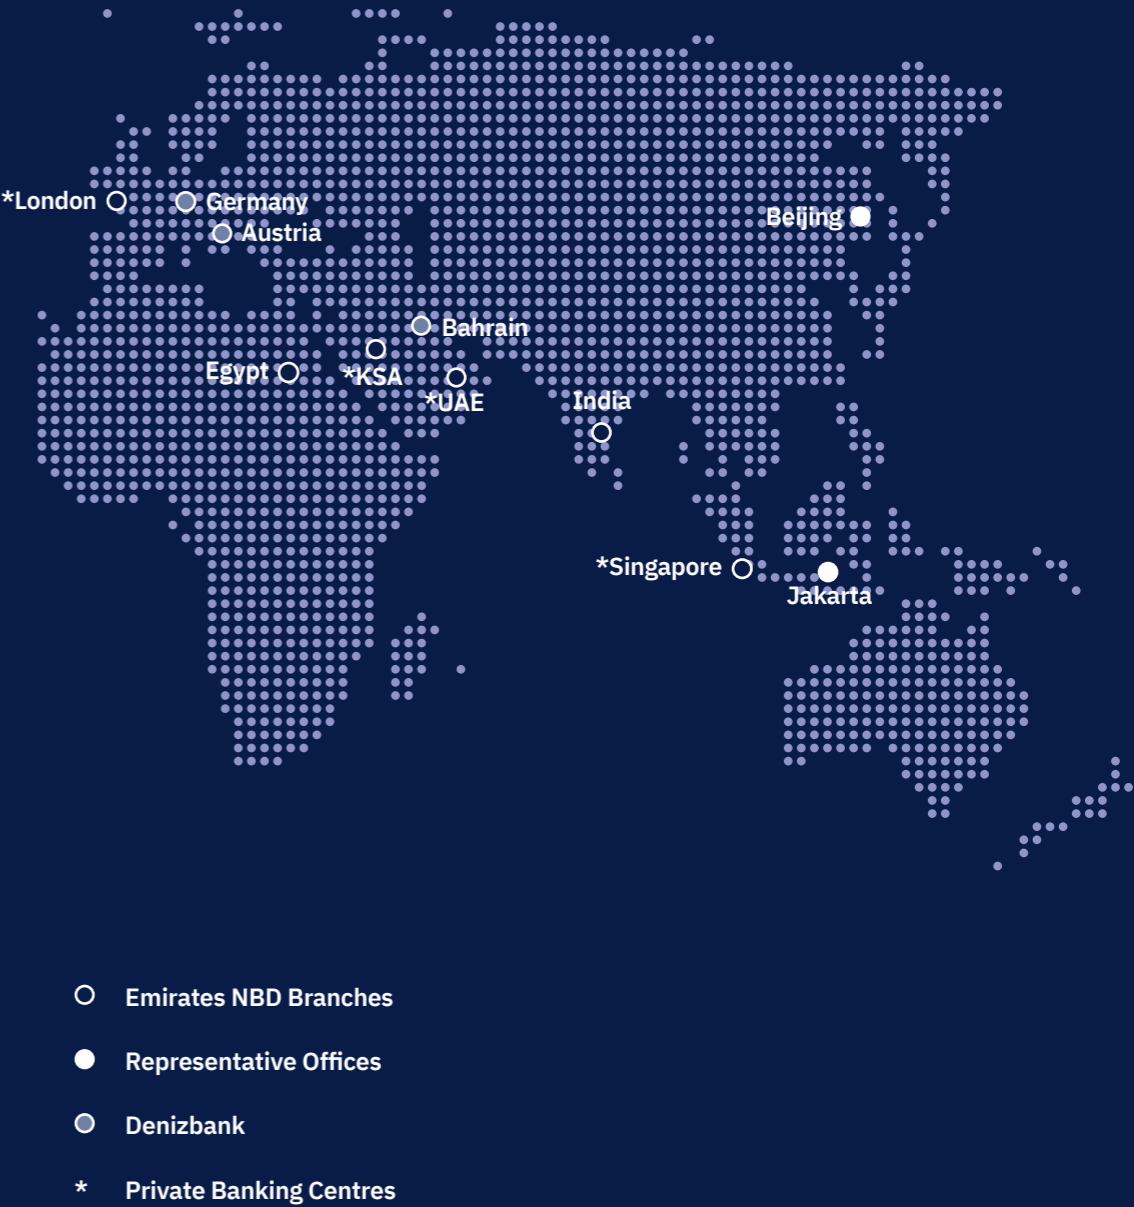 *London
Germany
Austria
Beijing
Bahrain
Egypt
*KSA
*UAE
India
*Singapore
Jakarta
Emirates NBD Branches
Representative Offices
Denizbank
* Private Banking Centres